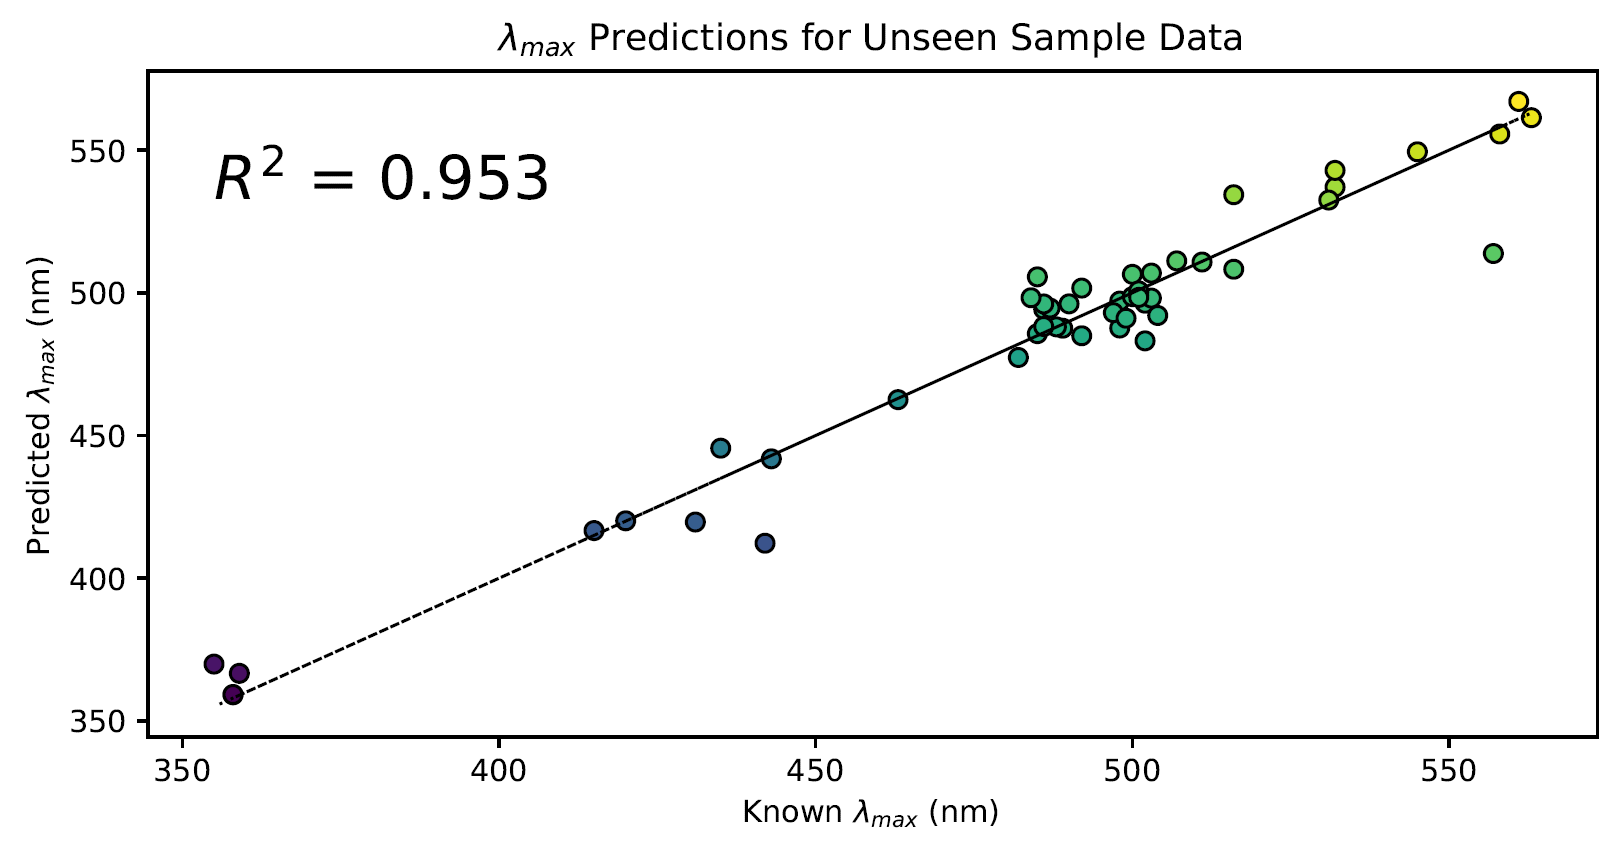 λmax Predictions for Unseen Sample Data
R² = 0.953
Predicted λmax (nm)
550
500
450
400
350
350 400 450 500 550
Known λmax (nm)